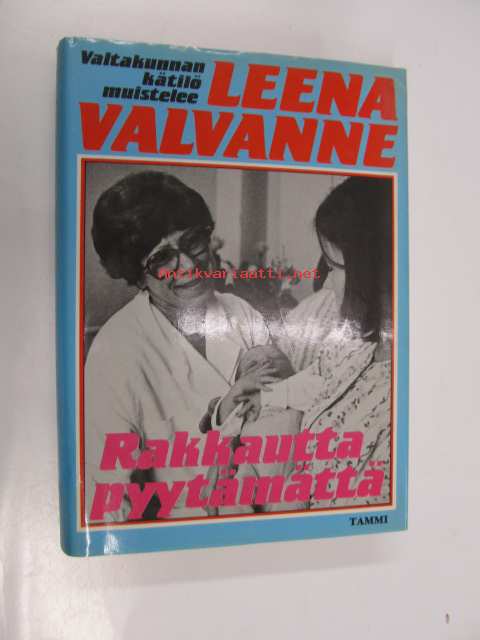 Valtakunnan
kätilö
muistelee
LEENA
VALVANNE
Antikvariaatti.net
Rakkautta
pyytämättä
TAMMI